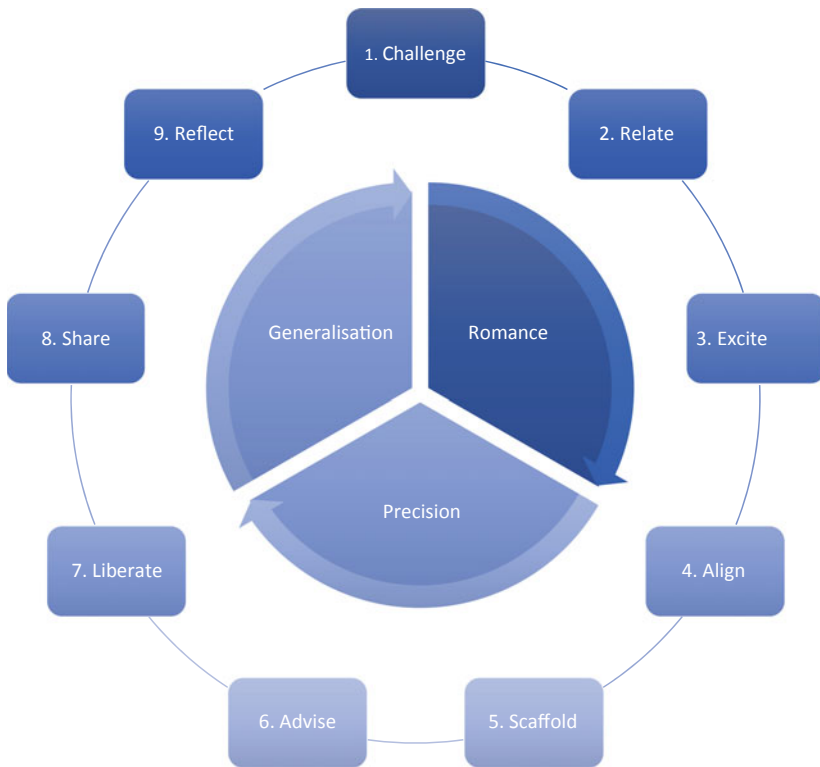 1. Challenge
2. Relate
3. Excite
4. Align
5. Scaffold
6. Advise
7. Liberate
8. Share
9. Reflect
Generalisation
Romance
Precision